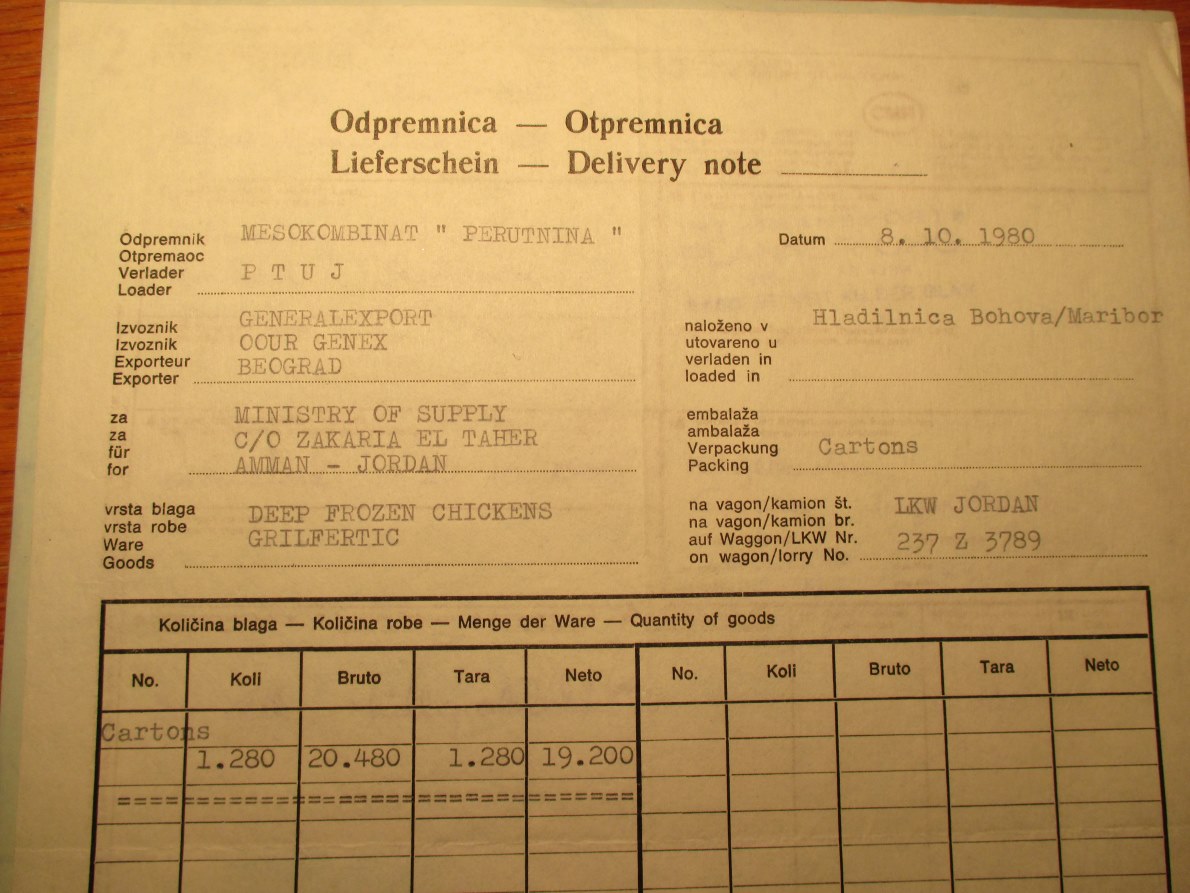 Odpremnica — Otpremnica
Lieferschein — Delivery note
Odpremnik
Otpremaoc
Verlader
Loader
MESOKOMBINAT " PERUTNINA "
P T U J
Datum 8. 10. 1980
Izvoznik
Izvoznik
Exporteur
Exporter
GENERALEXPORT
OOUR GENEX
BEOGRAD
naloženo v
utovareno u
verladen in
loaded in
Hladilnica Bohova/Maribor
za
za
für
for
MINISTRY OF SUPPLY
C/O ZAKARIA EL TAHER
AMMAN - JORDAN
embalaža
ambalaža
Verpackung
Packing
Cartons
vrsta blaga
vrsta robe
Ware
Goods
DEEP FROZEN CHICKENS
GRILFERTIC
na vagon/kamion št.
na vagon/kamion br.
auf Waggon/LKW Nr.
on wagon/lorry No.
LKW JORDAN
237 Z 3789
Količina blaga — Količina robe — Menge der Ware — Quantity of goods
No. Koli Bruto Tara Neto No. Koli Bruto Tara Neto
Cartons
1.280 20.480 1.280 19.200